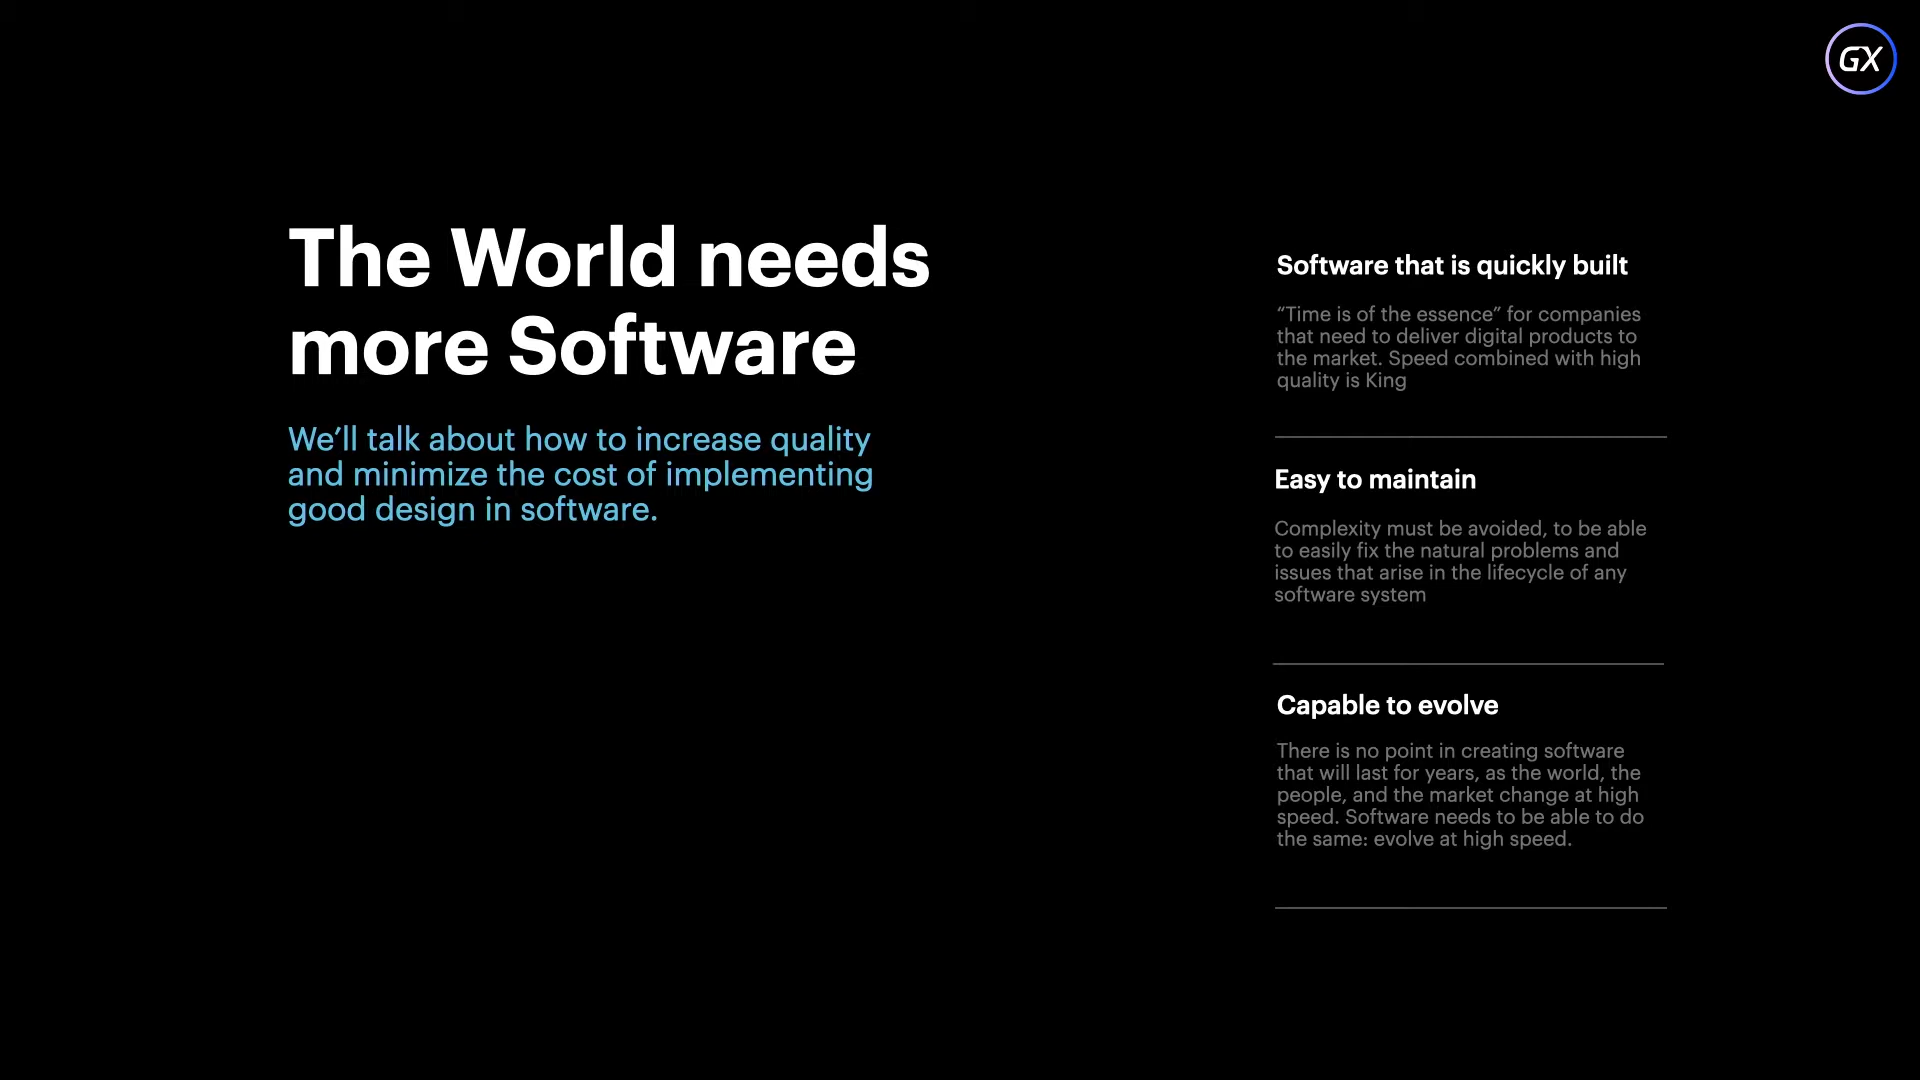 GX
The World needs
more Software
We’ll talk about how to increase quality
and minimize the cost of implementing
good design in software.
Software that is quickly built
“Time is of the essence” for companies
that need to deliver digital products to
the market. Speed combined with high
quality is King
Easy to maintain
Complexity must be avoided, to be able
to easily fix the natural problems and
issues that arise in the lifecycle of any
software system
Capable to evolve
There is no point in creating software
that will last for years, as the world, the
people, and the market change at high
speed. Software needs to be able to do
the same: evolve at high speed.